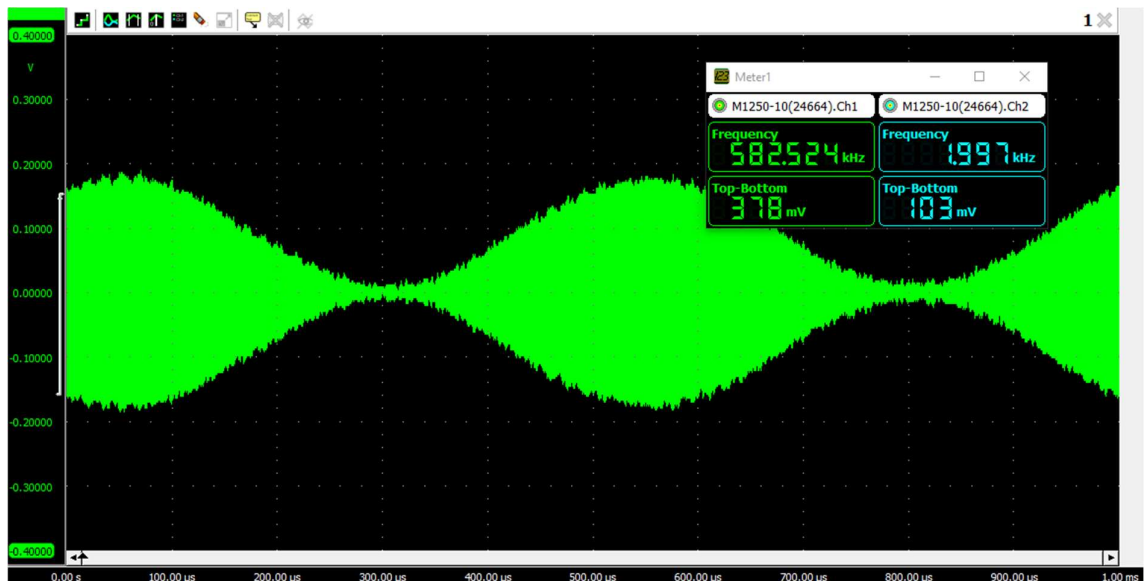 1
0.40000
V
0.30000
0.20000
0.10000
0.00000
-0.10000
-0.20000
-0.30000
-0.40000
Meter1
M1250-10(24664).Ch1 M1250-10(24664).Ch2
Frequency Frequency
582.524 kHz 1.997 kHz
Top-Bottom Top-Bottom
378 mV 103 mV
0.00 s 100.00 us 200.00 us 300.00 us 400.00 us 500.00 us 600.00 us 700.00 us 800.00 us 900.00 us 1.00 ms